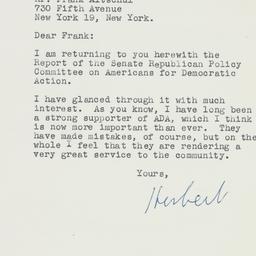 Mr. Frank Altschul
730 Fifth Avenue
New York 19, New York.
Dear Frank:
I am returning to you herewith the
Report of the Senate Republican Policy
Committee on Americans for Democratic
Action.
I have glanced through it with much
interest. As you know, I have long been
a strong supporter of ADA, which I think
is now more important than ever. They
have made mistakes, of course, but on the
whole I feel that they are rendering a
very great service to the community.
Yours,
Herbert